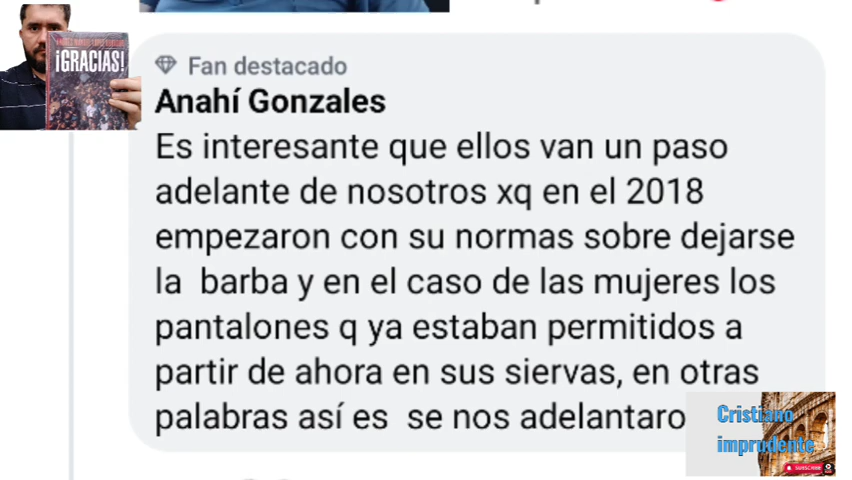 ¡GRACIAS!
Fan destacado
Anahí Gonzales
Es interesante que ellos van un paso
adelante de nosotros xq en el 2018
empezaron con su normas sobre dejarse
la barba y en el caso de las mujeres los
pantalones q ya estaban permitidos a
partir de ahora en sus siervas, en otras
palabras así es se nos adelantaro
Cristiano
imprudente
SUBSCRIBE